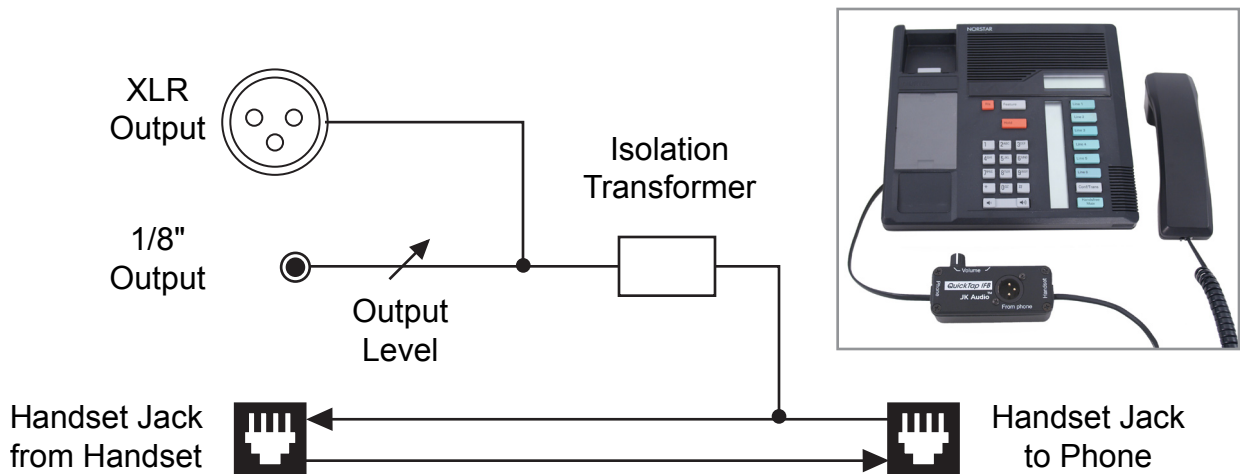 XLR
Output
1/8"
Output
Output
Level
Isolation
Transformer
Handset Jack
from Handset
Handset Jack
to Phone
NORSTAR
Volume
Phone
QuickTap IFB
JK Audio
From phone
Handset